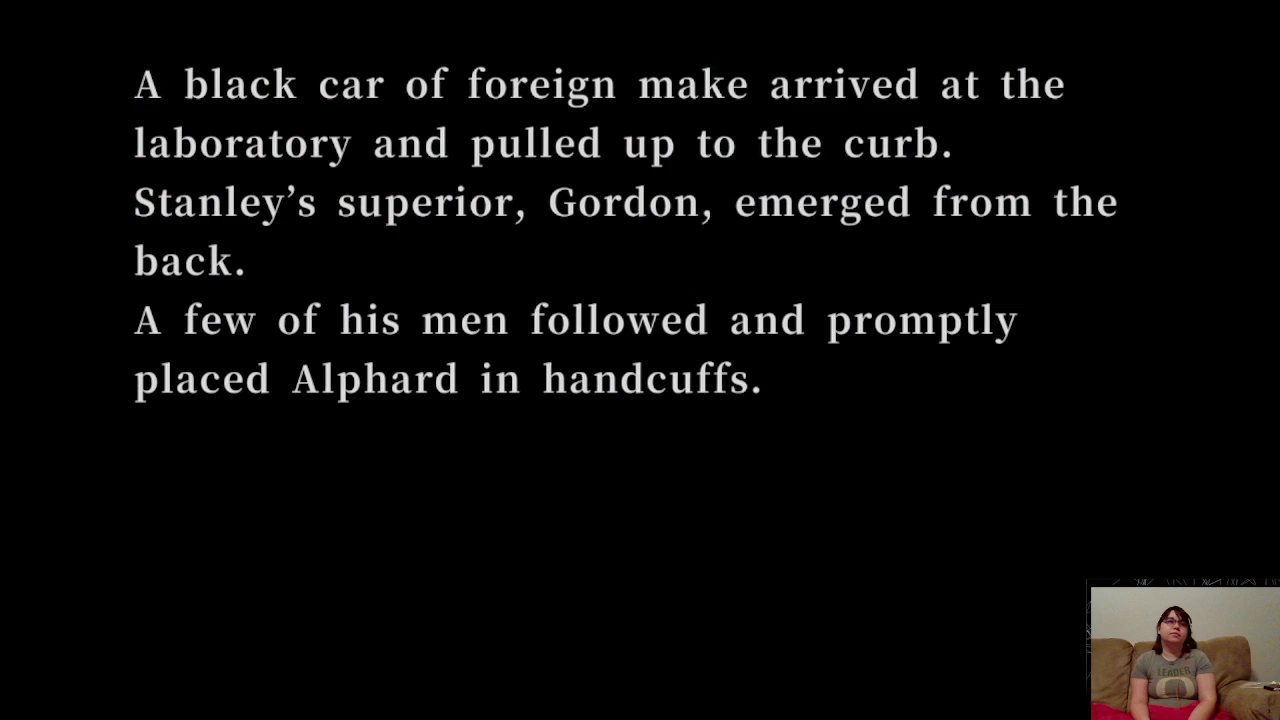 A black car of foreign make arrived at the
laboratory and pulled up to the curb.
Stanley’s superior, Gordon, emerged from the
back.
A few of his men followed and promptly
placed Alphard in handcuffs.
LEADER